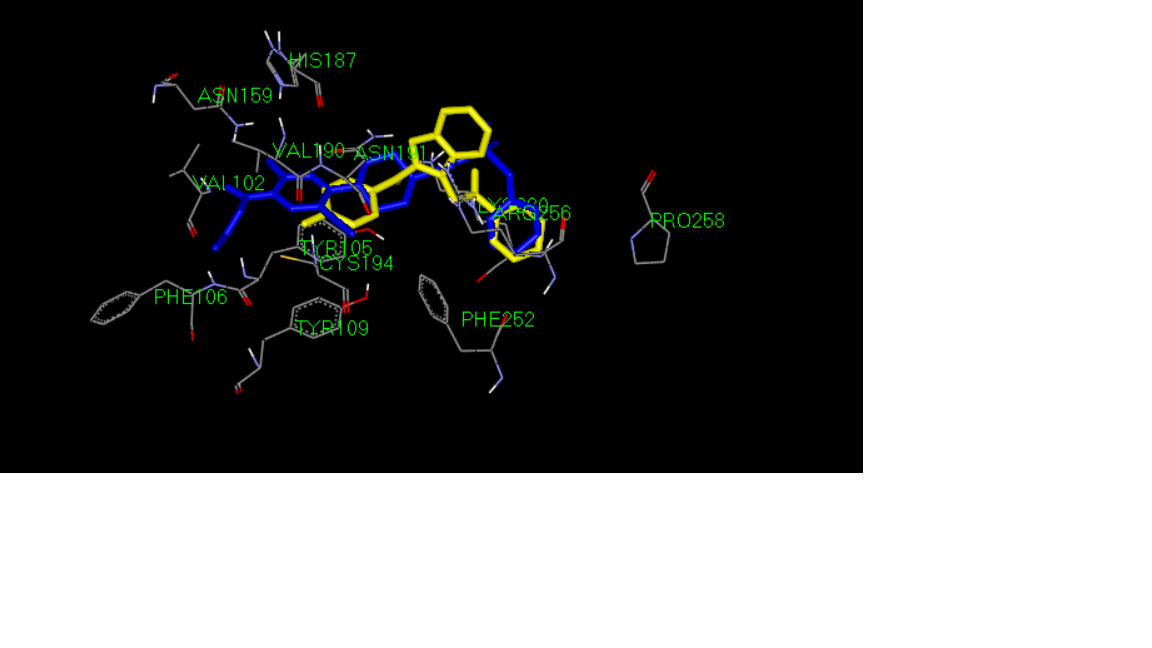 HIS187
ASN159
VAL190
ASN191
VAL102
ARG256
PRO258
TYR105
CYS194
PHE106
TYR109
PHE252